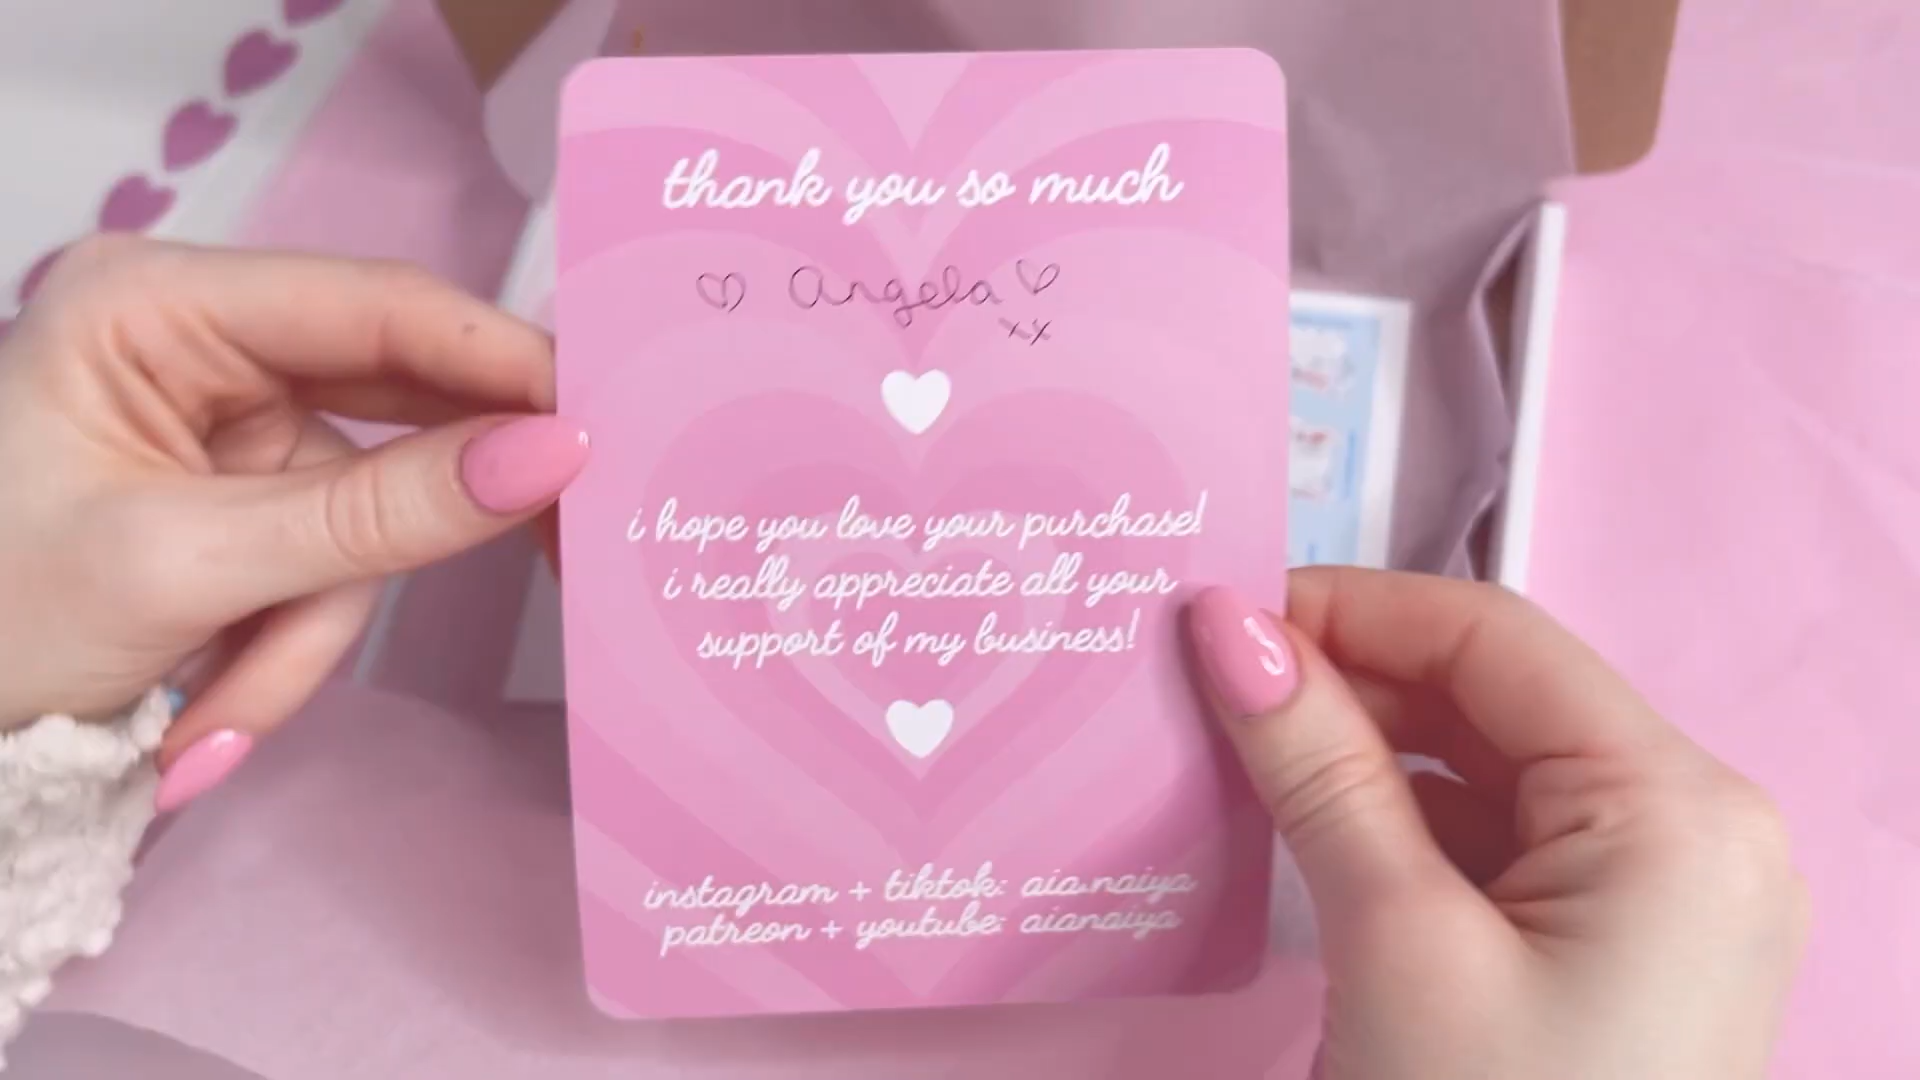 thank you so much
♡ Angela ♡
xx
i hope you love your purchase!
i really appreciate all your
support of my business!
instagram + tiktok: aia.naiya
patreon + youtube: aianaiya